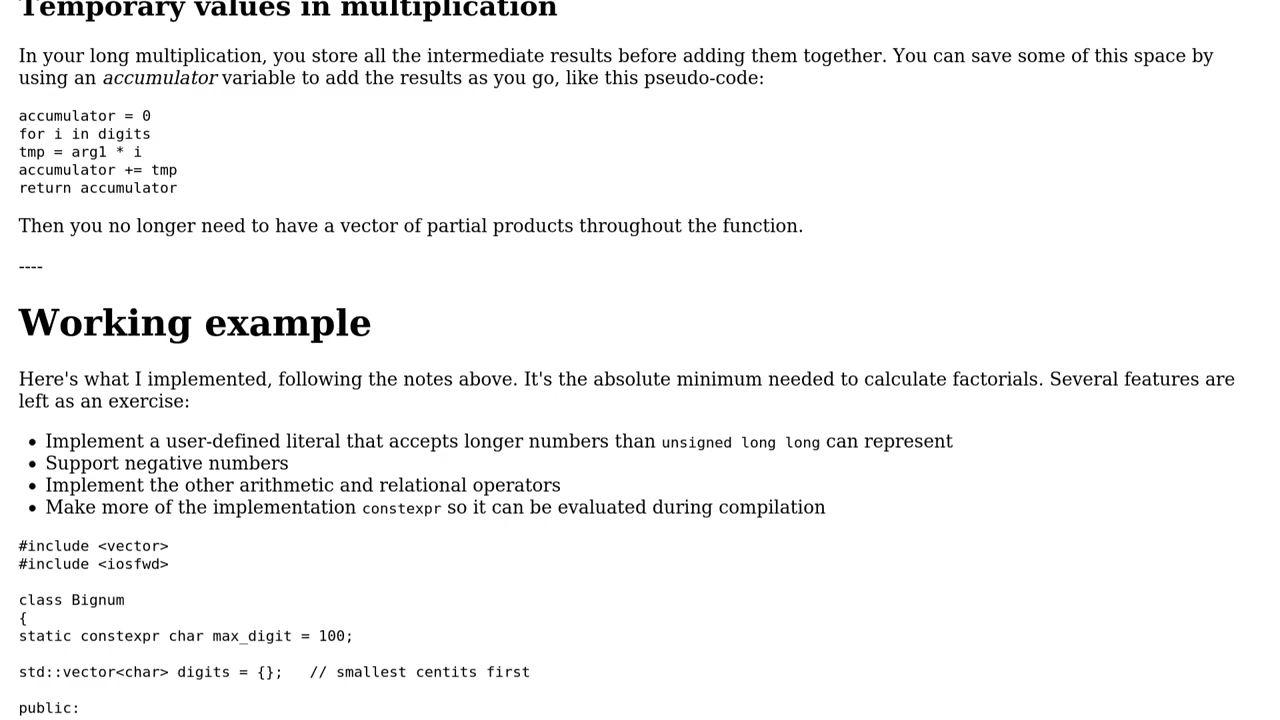 Temporary values in multiplication
In your long multiplication, you store all the intermediate results before adding them together. You can save some of this space by
using an accumulator variable to add the results as you go, like this pseudo-code:
accumulator = 0
for i in digits
tmp = arg1 * i
accumulator += tmp
return accumulator
Then you no longer need to have a vector of partial products throughout the function.
----
Working example
Here's what I implemented, following the notes above. It's the absolute minimum needed to calculate factorials. Several features are
left as an exercise:
• Implement a user-defined literal that accepts longer numbers than unsigned long long can represent
• Support negative numbers
• Implement the other arithmetic and relational operators
• Make more of the implementation constexpr so it can be evaluated during compilation
#include <vector>
#include <iosfwd>
class Bignum
{
static constexpr char max_digit = 100;
std::vector<char> digits = {};   // smallest centits first
public: